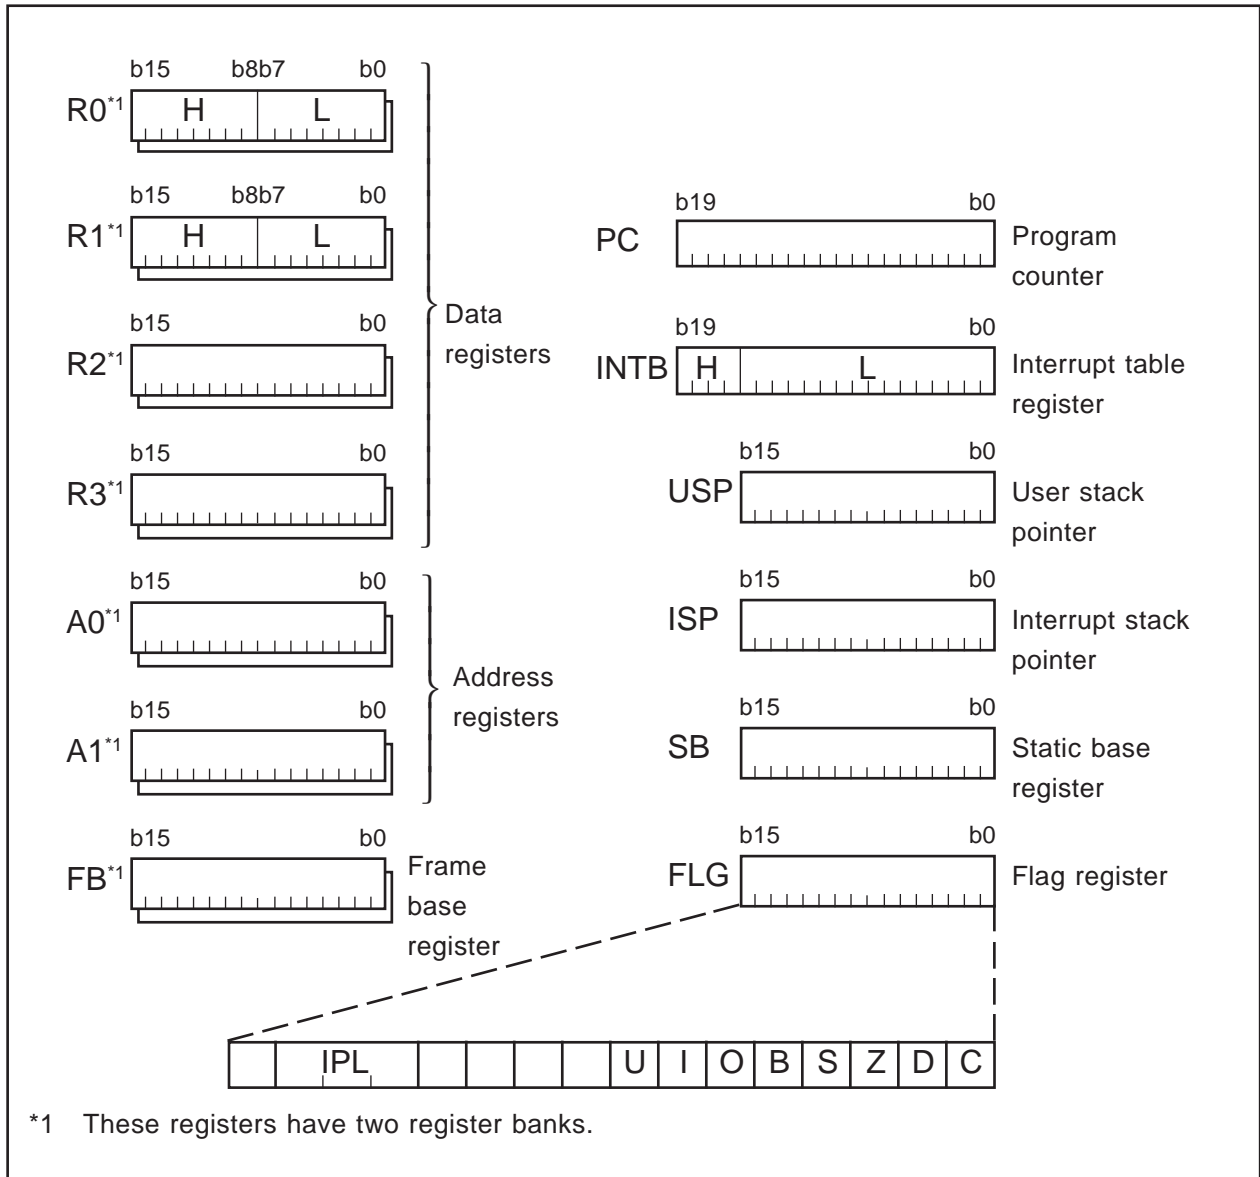 b15 b8b7 b0
R0*1 H L
b15 b8b7 b0
R1*1 H L
b15 b0
R2*1
b15 b0
R3*1
Data
registers
b15 b0
A0*1
b15 b0
A1*1
Address
registers
b15 b0
FB*1
Frame
base
register
b19 b0
PC
Program
counter
b19 b0
INTB H L
Interrupt table
register
b15 b0
USP
User stack
pointer
b15 b0
ISP
Interrupt stack
pointer
b15 b0
SB
Static base
register
b15 b0
FLG
Flag register
IPL U I O B S Z D C
*1 These registers have two register banks.